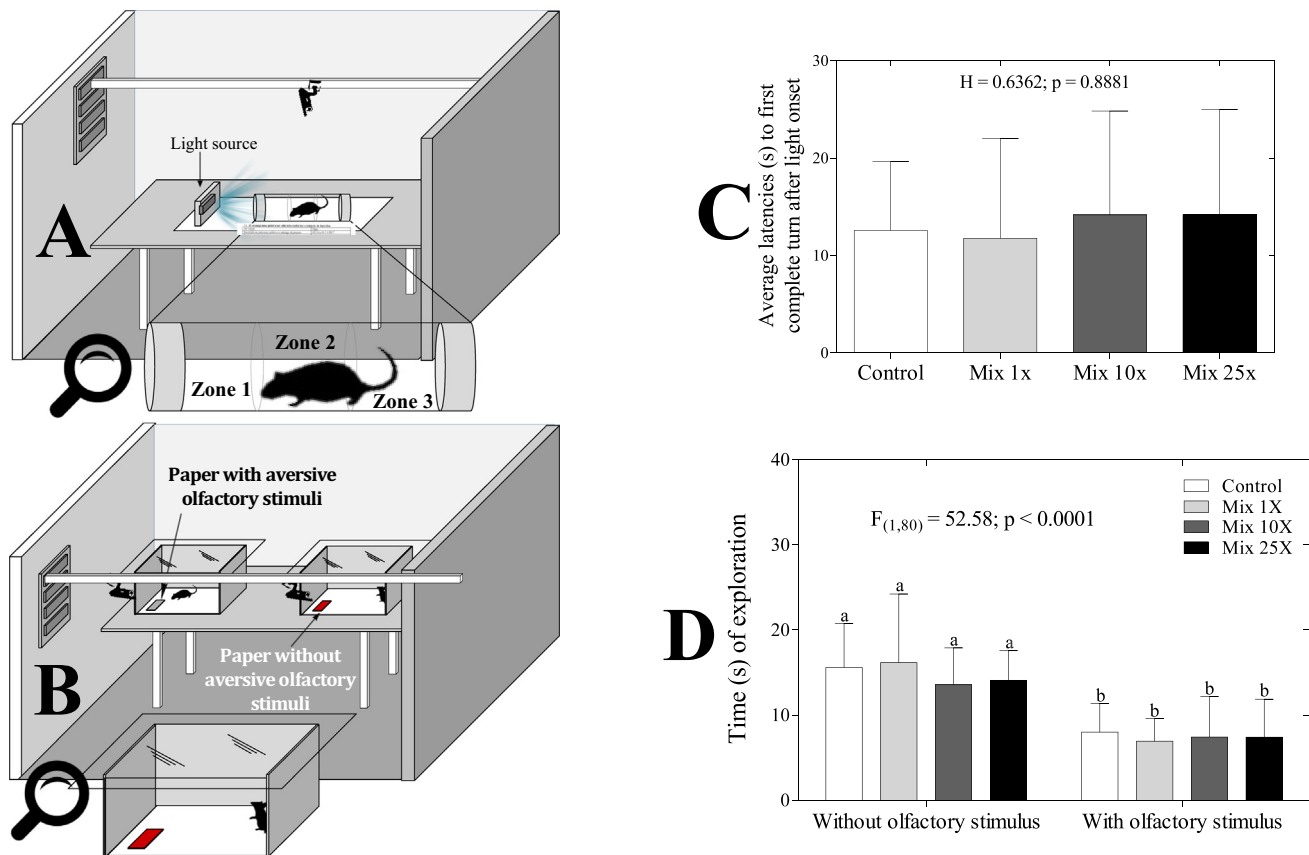 A
Light source
Zone 1
Zone 2
Zone 3
B
Paper with aversive
olfactory stimuli
Paper without
aversive olfactory
stimuli
C
Average latencies (s) to first
complete turn after light onset
30
20
10
0
H = 0.6362; p = 0.8881
Control
Mix 1x
Mix 10x
Mix 25x
D
Time (s) of exploration
40
30
20
10
0
F(1,80) = 52.58; p < 0.0001
Control
Mix 1X
Mix 10X
Mix 25X
a
a
a
a
b
b
b
b
Without olfactory stimulus
With olfactory stimulus